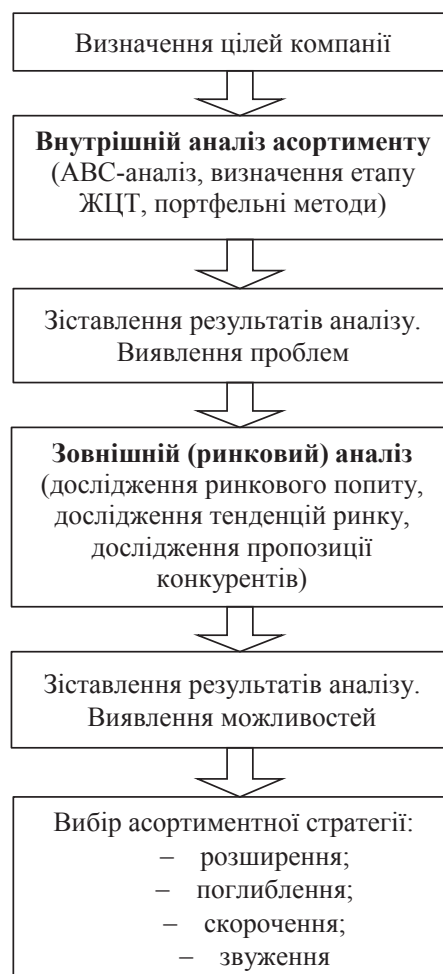 Визначення цілей компанії
Внутрішній аналіз асортименту
(АВС-аналіз, визначення етапу
ЖЦТ, портфельні методи)
Зіставлення результатів аналізу.
Виявлення проблем
Зовнішній (ринковий) аналіз
(дослідження ринкового попиту,
дослідження тенденцій ринку,
дослідження пропозиції
конкурентів)
Зіставлення результатів аналізу.
Виявлення можливостей
Вибір асортиментної стратегії:
– розширення;
– поглиблення;
– скорочення;
– звуження